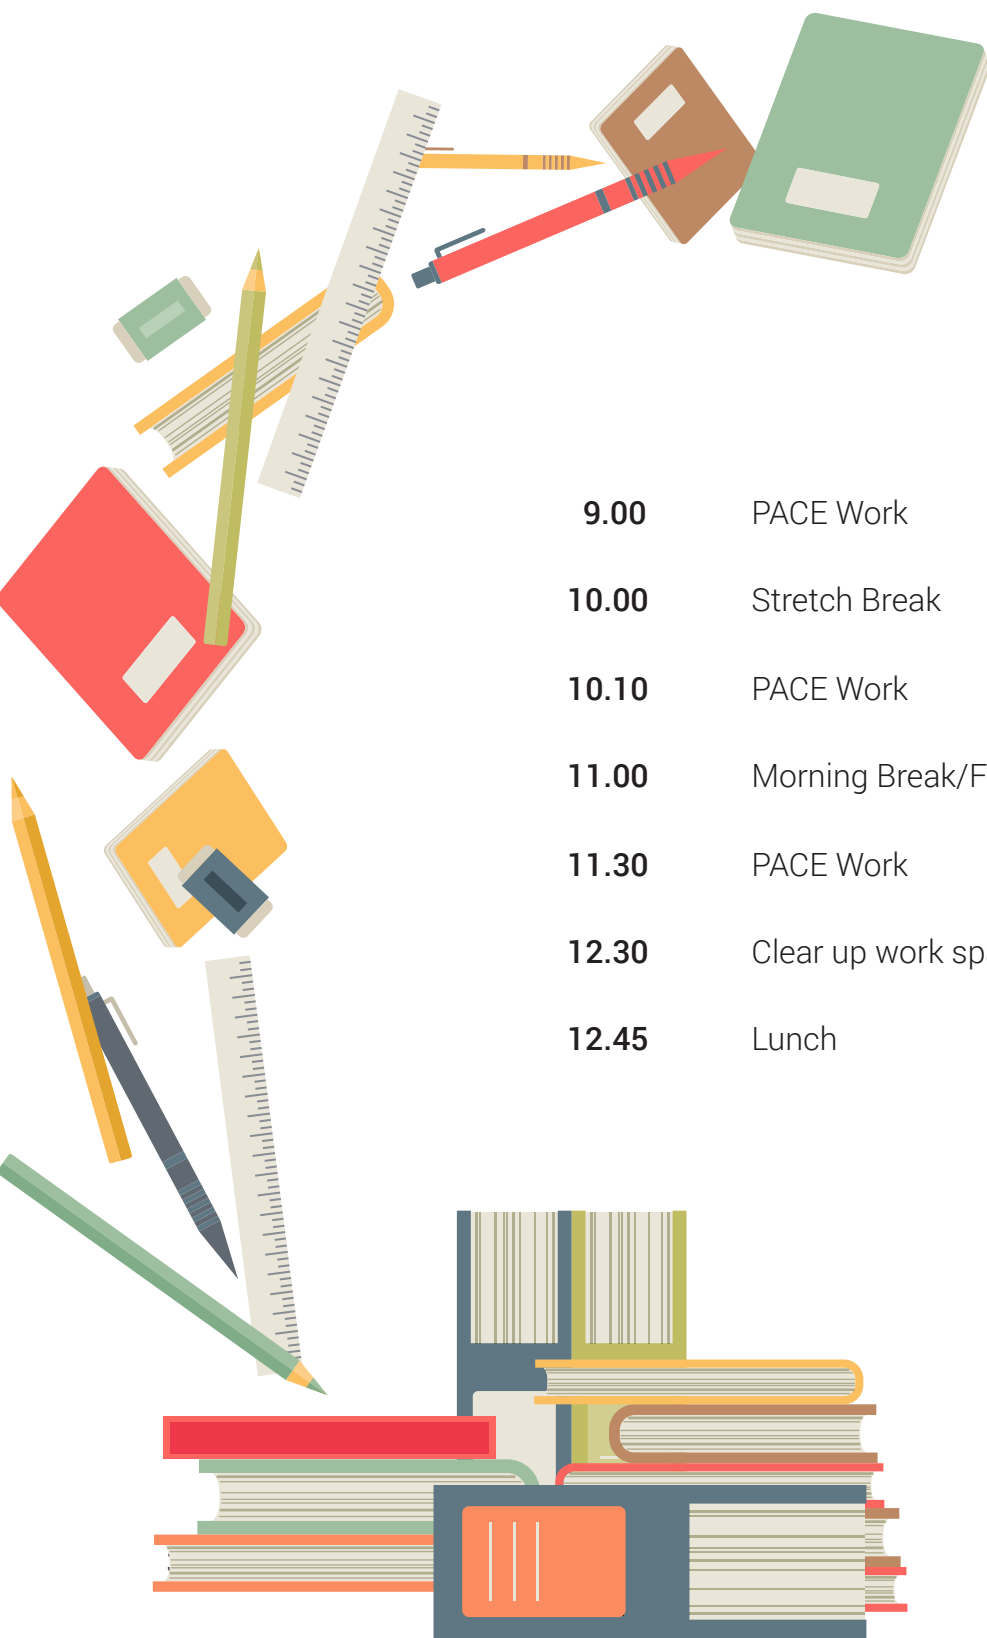 9.00 PACE Work
10.00 Stretch Break
10.10 PACE Work
11.00 Morning Break/F
11.30 PACE Work
12.30 Clear up work
12.45 Lunch